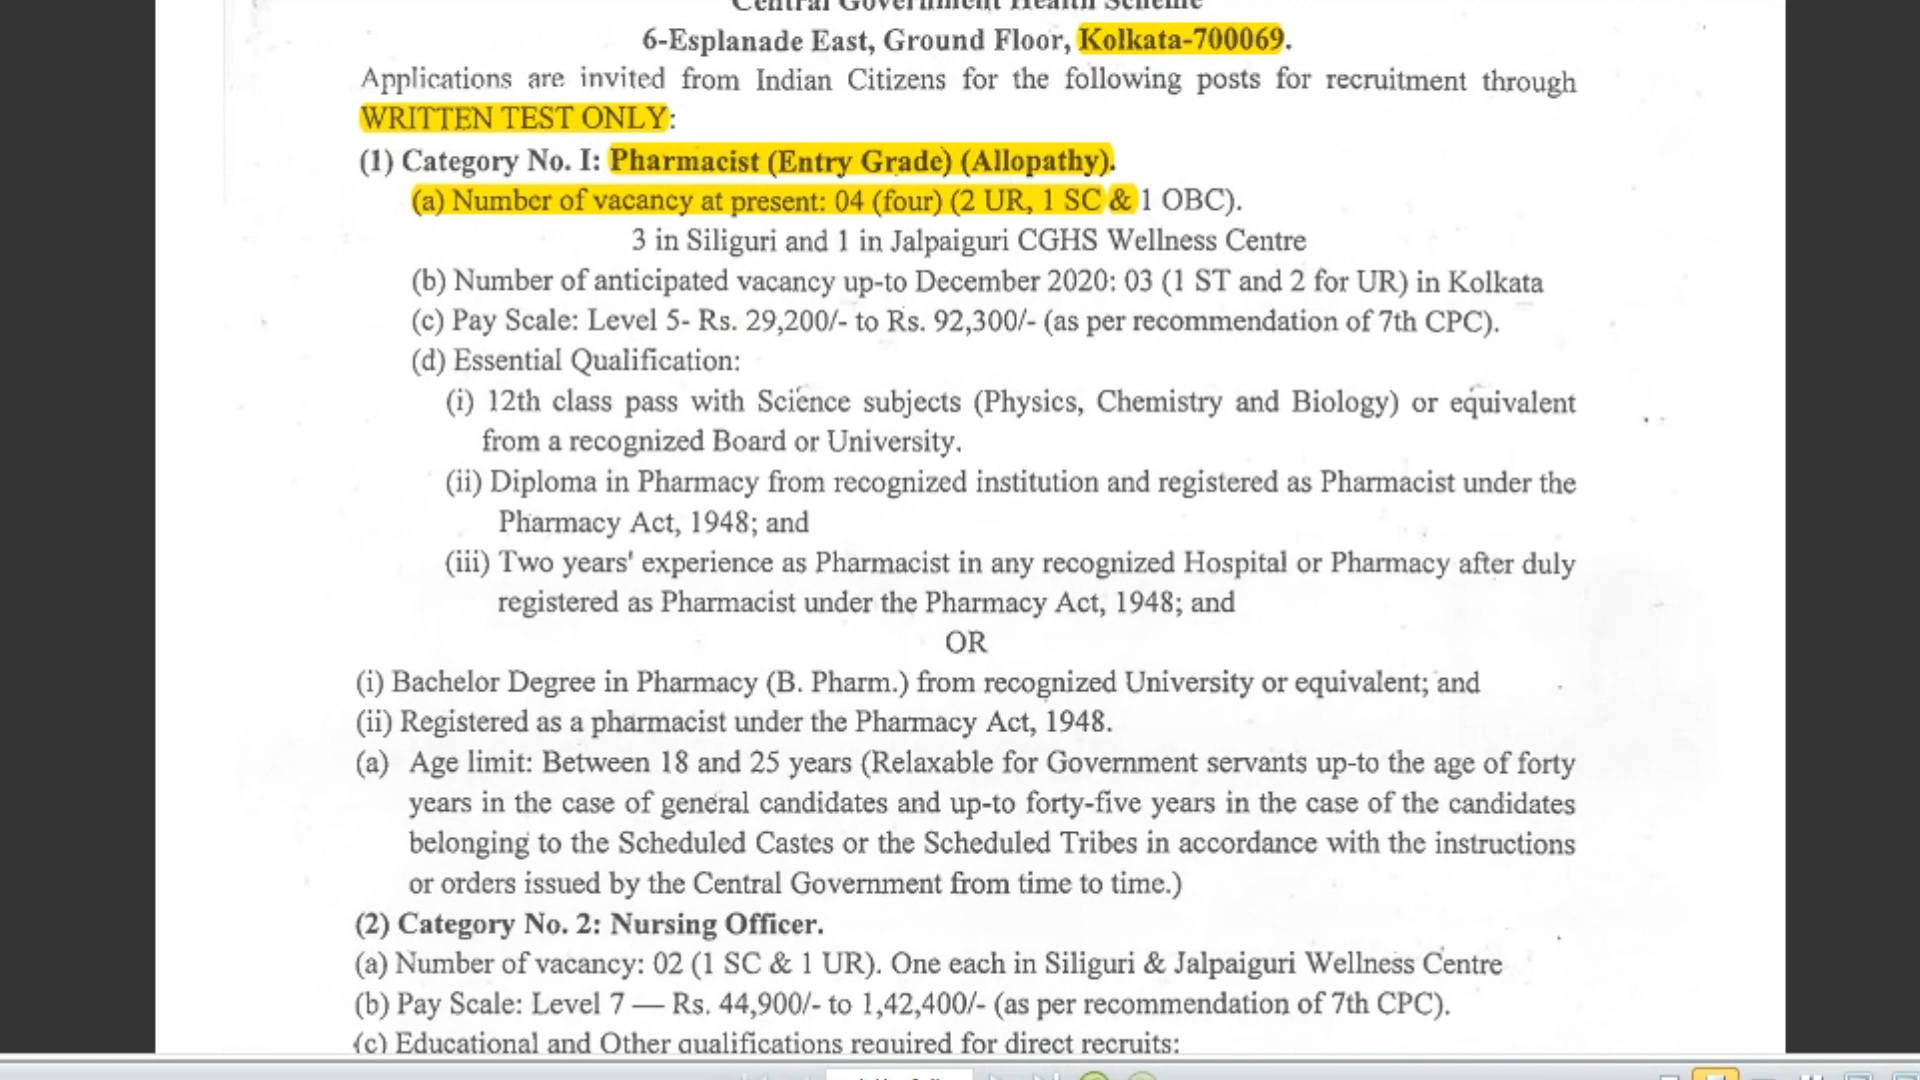 Central Government Health Scheme
6-Esplanade East, Ground Floor, Kolkata-700069.
Applications are invited from Indian Citizens for the following posts for recruitment through
WRITTEN TEST ONLY:
(1) Category No. I: Pharmacist (Entry Grade) (Allopathy).
(a) Number of vacancy at present: 04 (four) (2 UR, 1 SC & 1 OBC).
3 in Siliguri and 1 in Jalpaiguri CGHS Wellness Centre
(b) Number of anticipated vacancy up-to December 2020: 03 (1 ST and 2 for UR) in Kolkata
(c) Pay Scale: Level 5- Rs. 29,200/- to Rs. 92,300/- (as per recommendation of 7th CPC).
(d) Essential Qualification:
(i) 12th class pass with Science subjects (Physics, Chemistry and Biology) or equivalent
from a recognized Board or University.
(ii) Diploma in Pharmacy from recognized institution and registered as Pharmacist under the
Pharmacy Act, 1948; and
(iii) Two years' experience as Pharmacist in any recognized Hospital or Pharmacy after duly
registered as Pharmacist under the Pharmacy Act, 1948; and
OR
(i) Bachelor Degree in Pharmacy (B. Pharm.) from recognized University or equivalent; and
(ii) Registered as a pharmacist under the Pharmacy Act, 1948.
(a) Age limit: Between 18 and 25 years (Relaxable for Government servants up-to the age of forty
years in the case of general candidates and up-to forty-five years in the case of the candidates
belonging to the Scheduled Castes or the Scheduled Tribes in accordance with the instructions
or orders issued by the Central Government from time to time.)
(2) Category No. 2: Nursing Officer.
(a) Number of vacancy: 02 (1 SC & 1 UR). One each in Siliguri & Jalpaiguri Wellness Centre
(b) Pay Scale: Level 7 — Rs. 44,900/- to 1,42,400/- (as per recommendation of 7th CPC).
(c) Educational and Other qualifications required for direct recruits: